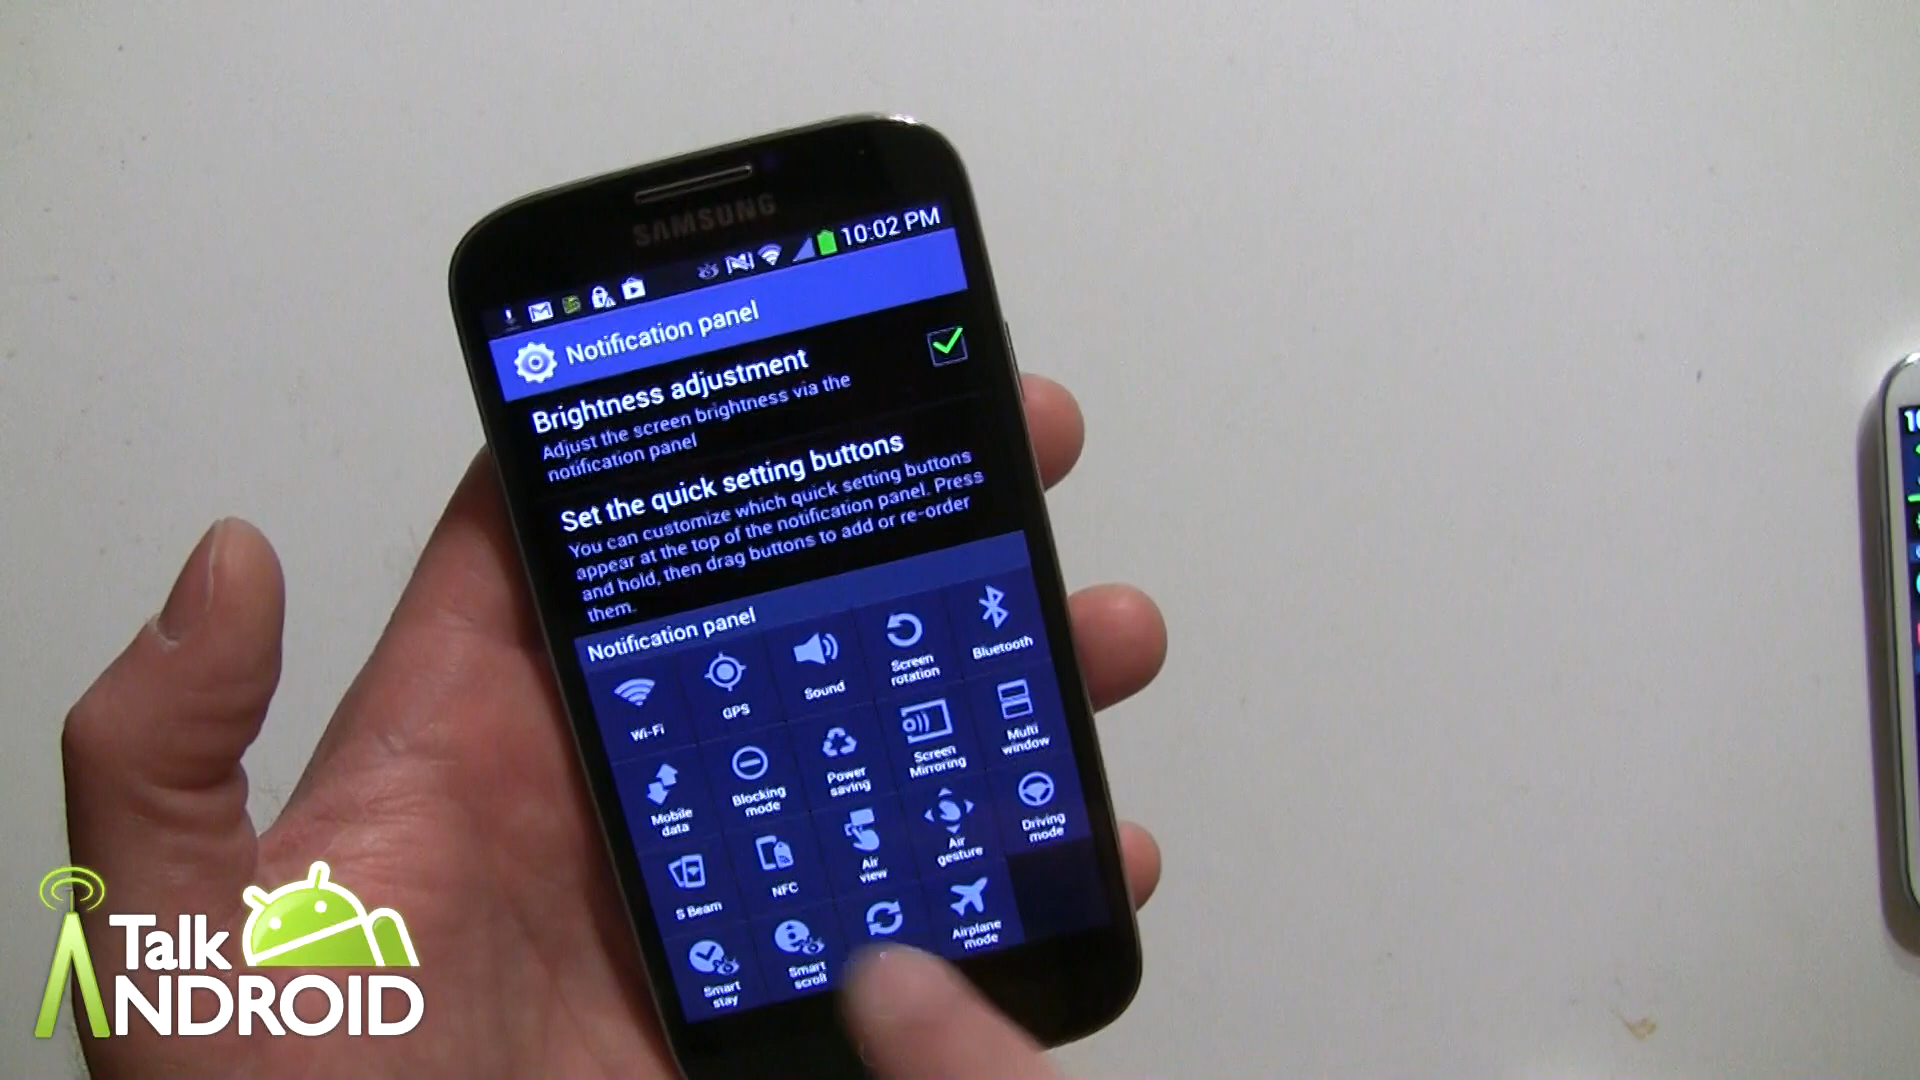 SAMSUNG
10:02 PM
Notification panel
Brightness adjustment
Adjust the screen brightness via the
notification panel
Set the quick setting buttons
You can customize which quick setting buttons
appear at the top of the notification panel. Press
and hold, then drag buttons to add or re-order
them.
Notification panel
Wi-Fi
GPS
Sound
Screen
rotation
Bluetooth
Mobile
data
Blocking
mode
Power
saving
Screen
Mirroring
Multi
window
S Beam
NFC
Air
view
Air
gesture
Driving
mode
Smart
stay
Smart
scroll
Airplane
mode
Talk
ANDROID